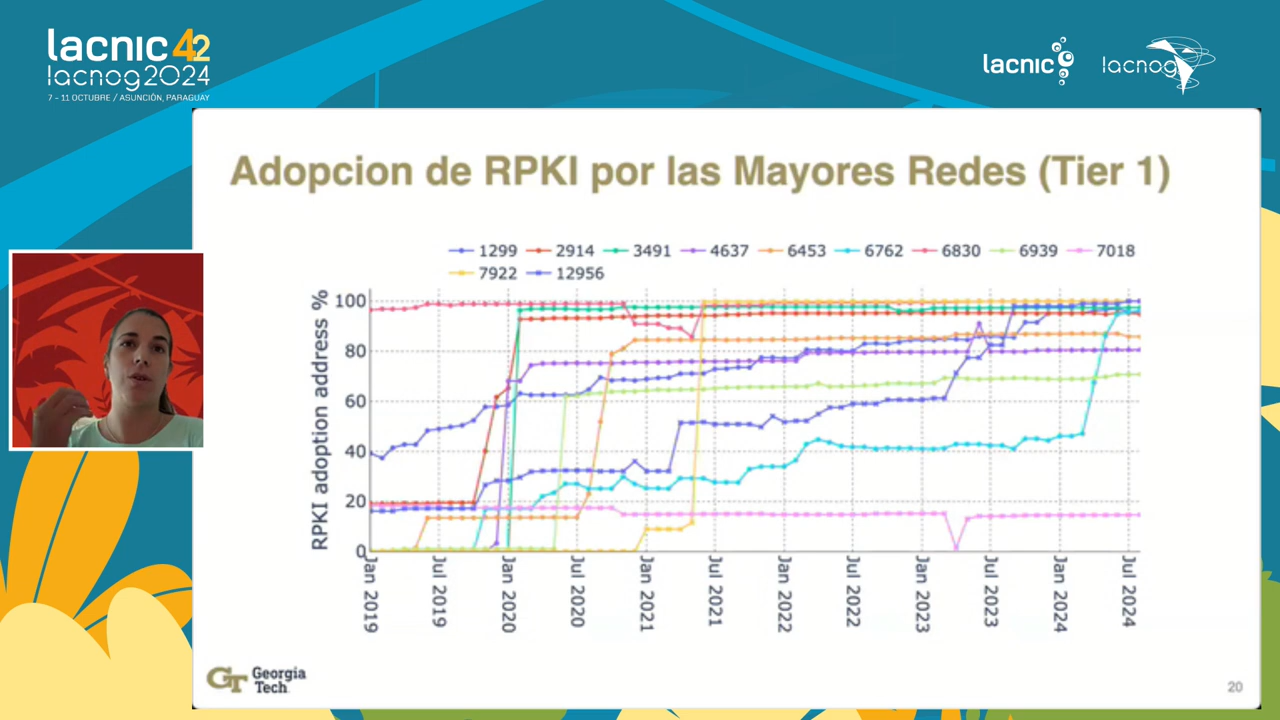 lacnic 42
lacnog2024
7 - 11 OCTUBRE / ASUNCIÓN, PARAGUAY
lacnic
lacnog
Adopcion de RPKI por las Mayores Redes (Tier 1)
1299 2914 3491 4637 6453 6762 6830 6939 7018
7922 12956
RPKI adoption address %
100
80
60
40
20
0
Jan 2019
Jul 2019
Jan 2020
Jul 2020
Jan 2021
Jul 2021
Jan 2022
Jul 2022
Jan 2023
Jul 2023
Jan 2024
Jul 2024
GT Georgia
Tech
20